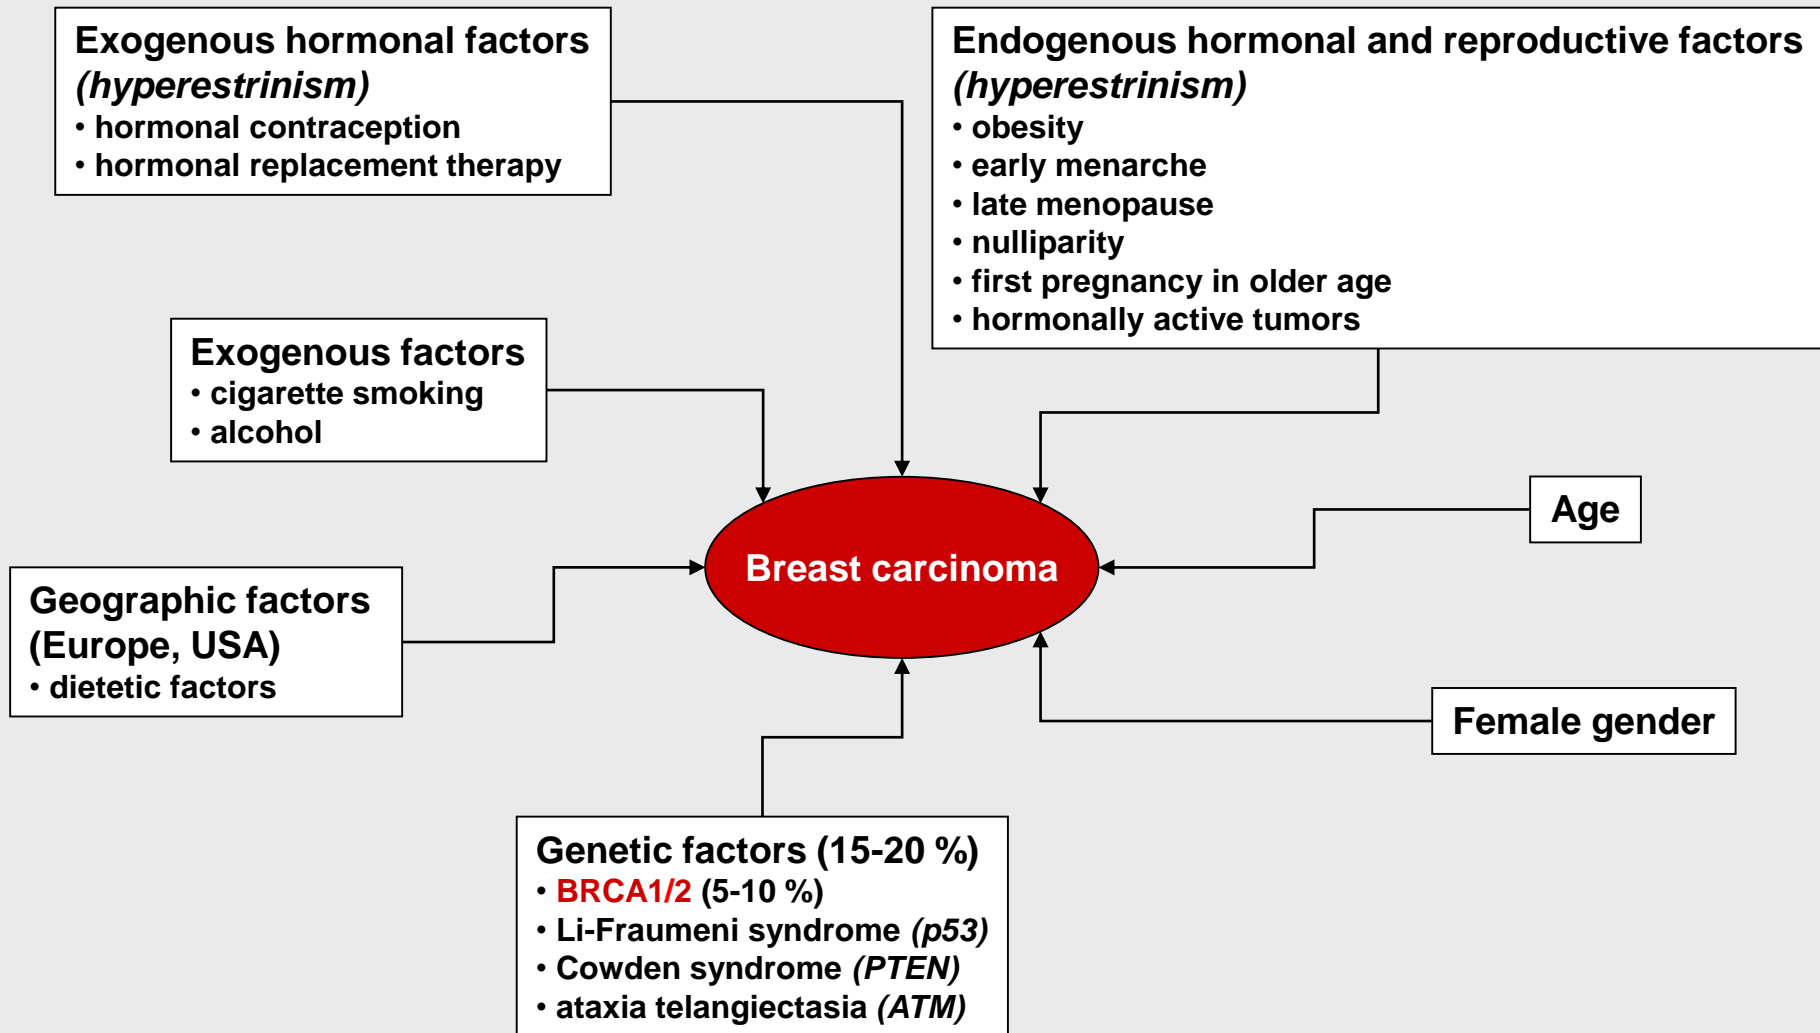 Exogenous hormonal factors
(hyperestrinism)
• hormonal contraception
• hormonal replacement therapy
Endogenous hormonal and reproductive factors
(hyperestrinism)
• obesity
• early menarche
• late menopause
• nulliparity
• first pregnancy in older age
• hormonally active tumors
Exogenous factors
• cigarette smoking
• alcohol
Age
Breast carcinoma
Geographic factors
(Europe, USA)
• dietetic factors
Female gender
Genetic factors (15-20 %)
• BRCA1/2 (5-10 %)
• Li-Fraumeni syndrome (p53)
• Cowden syndrome (PTEN)
• ataxia telangiectasia (ATM)